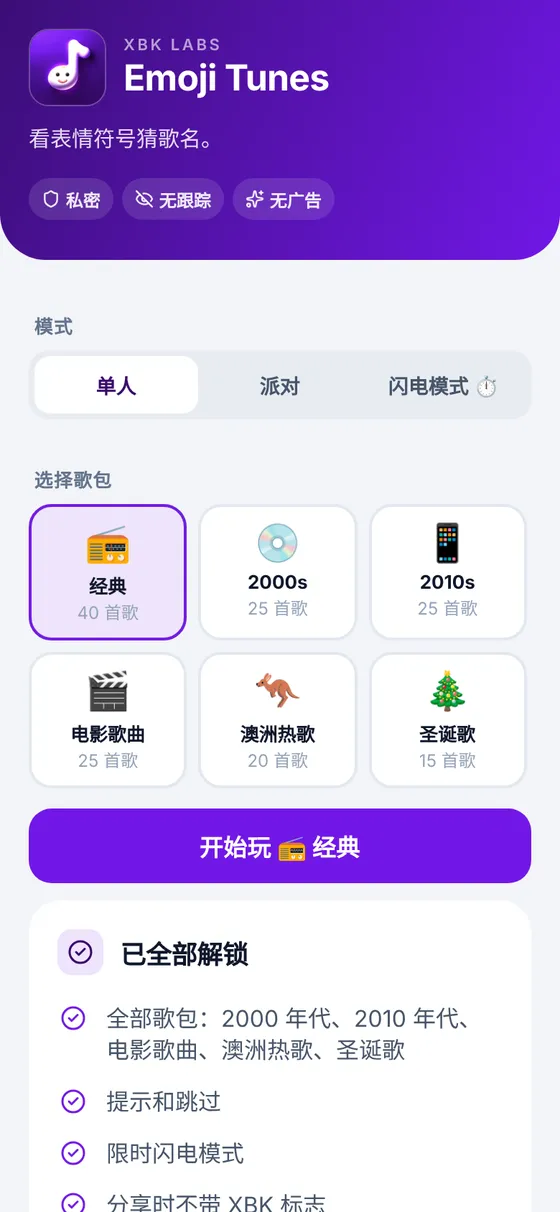 XBK LABS
Emoji Tunes
看表情符号猜歌名。
私密
无跟踪
无广告
模式
单人
派对
闪电模式 ⏱️
选择歌包
经典
40 首歌
2000s
25 首歌
2010s
25 首歌
电影歌曲
25 首歌
澳洲热歌
20 首歌
圣诞歌
15 首歌
开始玩 📻 经典
已全部解锁
全部歌包：2000 年代、2010 年代、
电影歌曲、澳洲热歌、圣诞歌
提示和跳过
限时闪电模式
分享时不带 XBK 标志